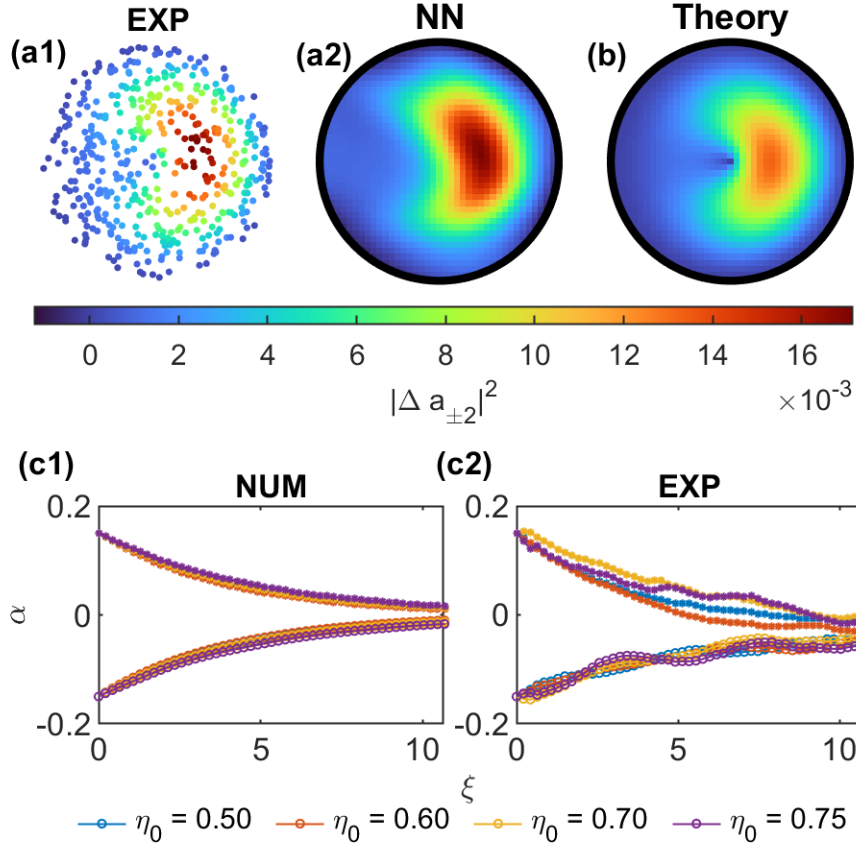 EXP NN Theory
(a1) (a2) (b)
0 2 4 6 8 10 12 14 16
|Δ a±2|² ×10⁻³
(c1) (c2)
NUM EXP
0.2 0.2
α 0 0
-0.2 -0.2
0 5 10 0 5 10
ξ
η₀ = 0.50 η₀ = 0.60 η₀ = 0.70 η₀ = 0.75